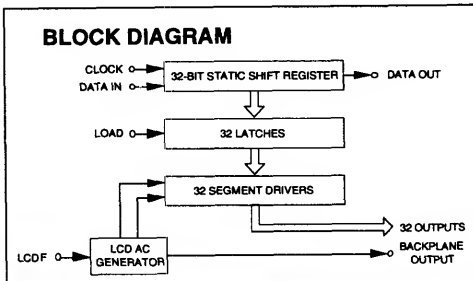 BLOCK DIAGRAM
CLOCK
32-BIT STATIC SHIFT REGISTER
DATA OUT
DATA IN
LOAD
32 LATCHES
32 SEGMENT DRIVERS
32 OUTPUTS
LCDF
LCD AC
GENERATOR
BACKPLANE
OUTPUT